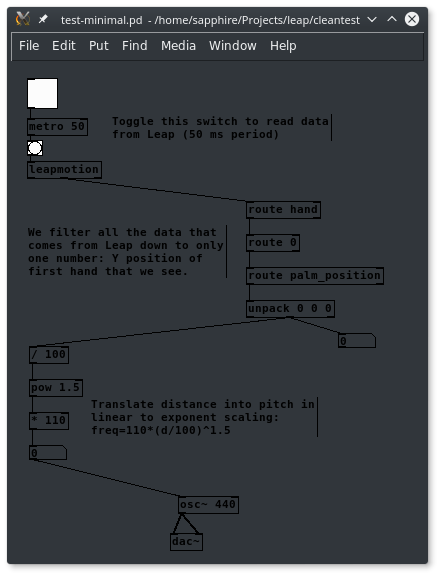 test-minimal.pd - /home/sapphire/Projects/leap/cleantest
File Edit Put Find Media Window Help
metro 50
Toggle this switch to read data
from Leap (50 ms period)
leapmotion
route hand
We filter all the data that
comes from Leap down to only
one number: Y position of
first hand that we see.
route 0
route palm_position
unpack 0 0 0
0
/ 100
pow 1.5
* 110
Translate distance into pitch in
linear to exponent scaling:
freq=110*(d/100)^1.5
0
osc~ 440
dac~